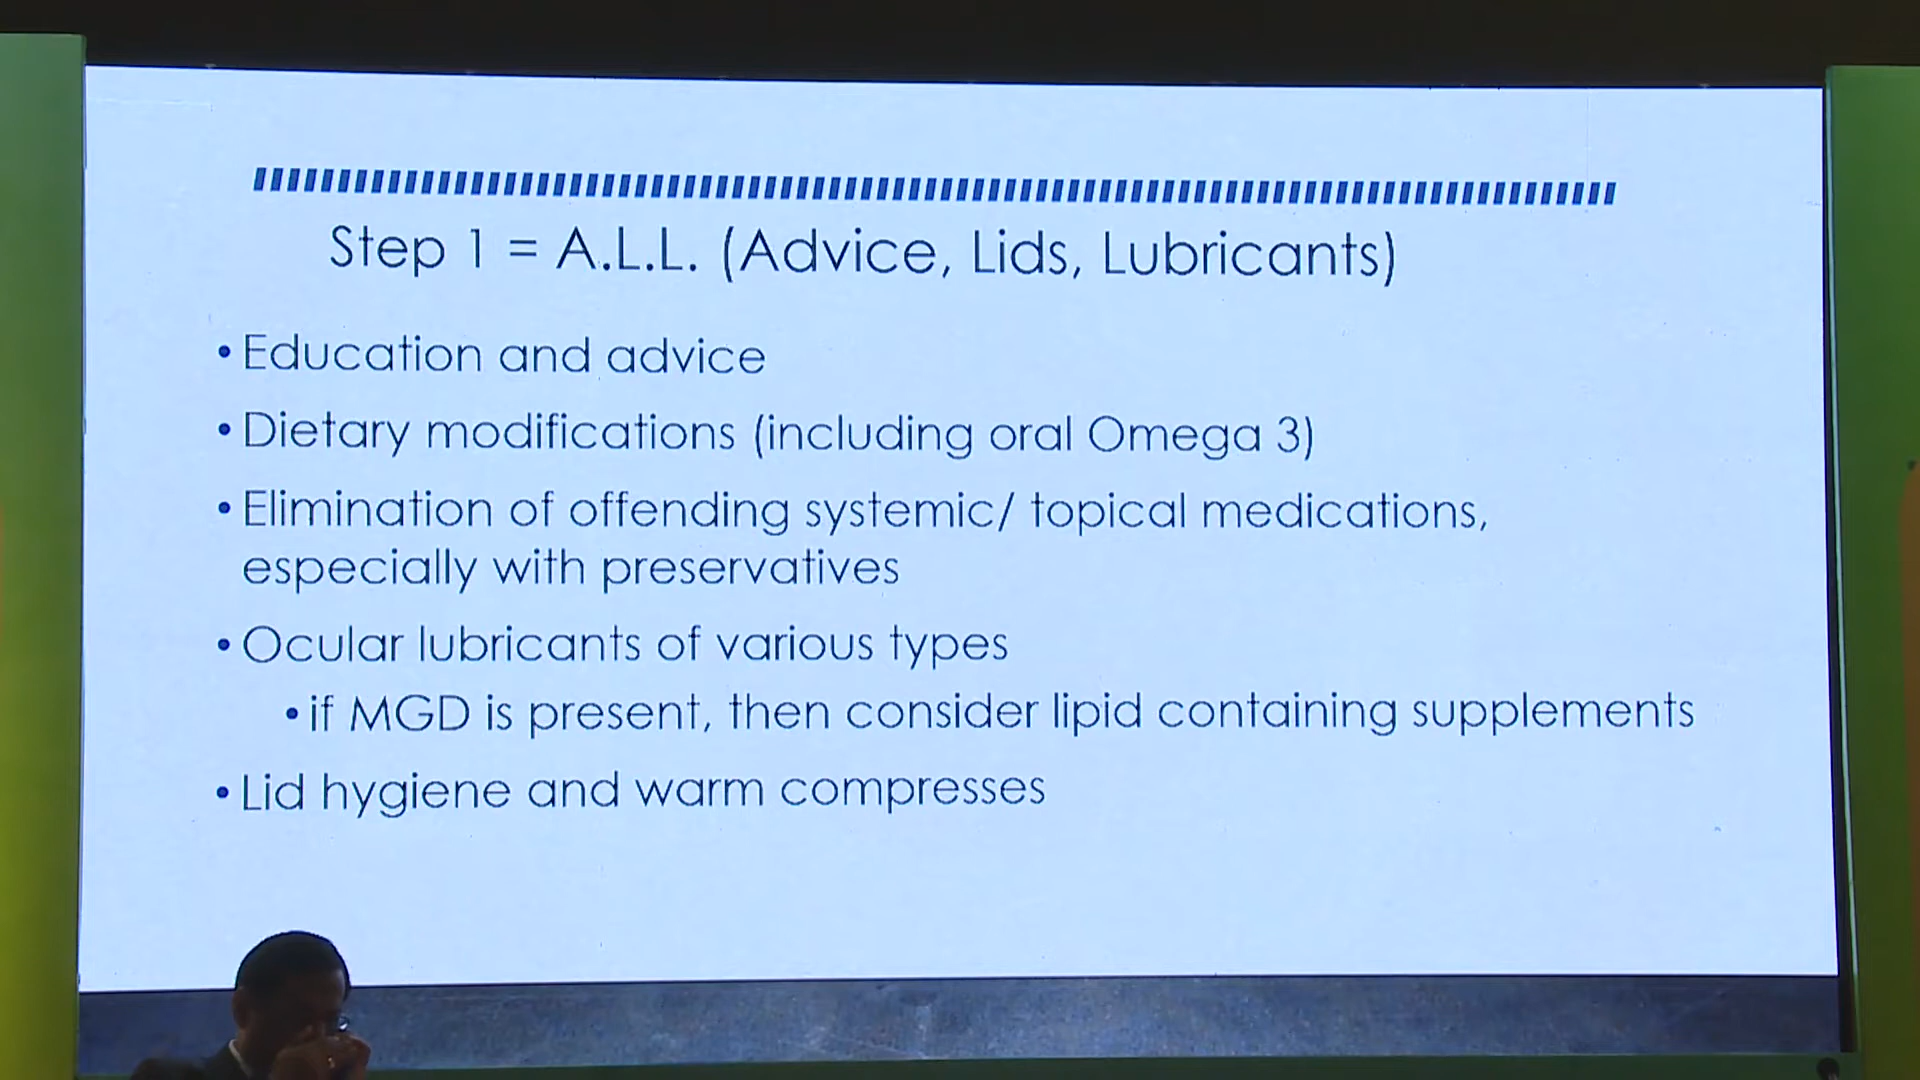 Step 1 = A.L.L. (Advice, Lids, Lubricants)
• Education and advice
• Dietary modifications (including oral Omega 3)
• Elimination of offending systemic/ topical medications,
especially with preservatives
• Ocular lubricants of various types
• if MGD is present, then consider lipid containing supplements
• Lid hygiene and warm compresses